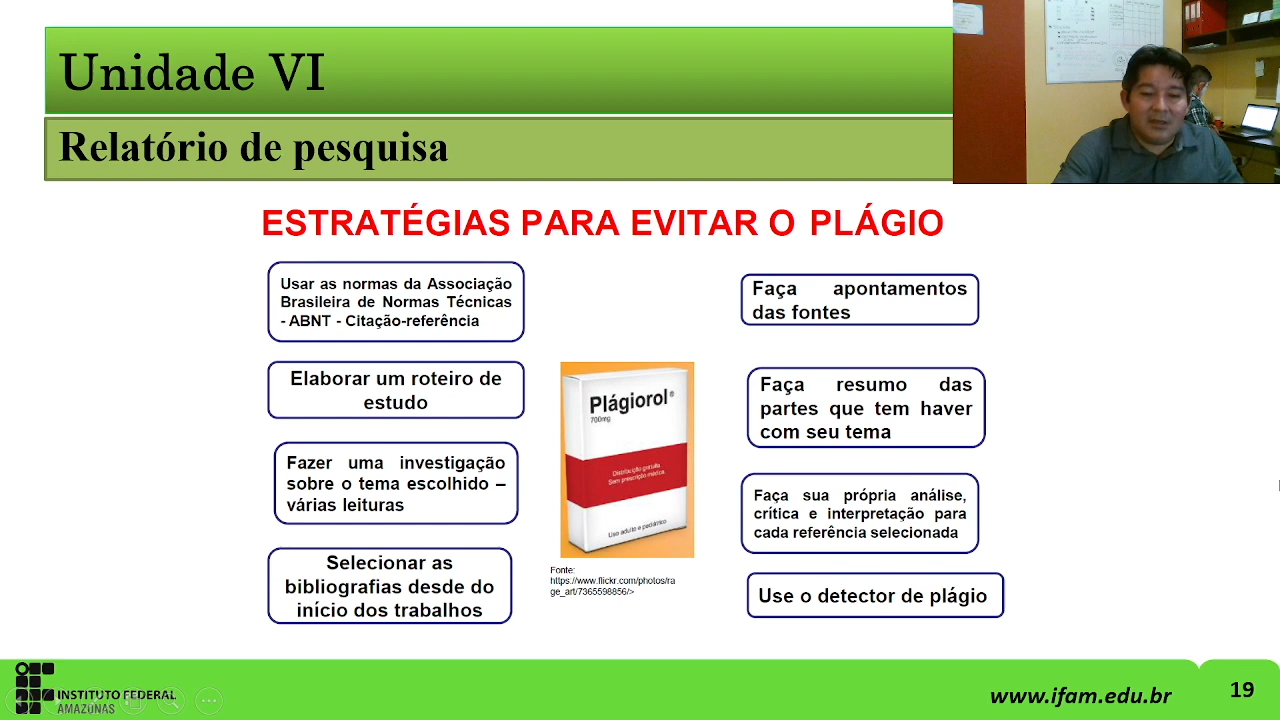 Unidade VI
Relatório de pesquisa
ESTRATÉGIAS PARA EVITAR O PLÁGIO
Usar as normas da Associação
Brasileira de Normas Técnicas
- ABNT - Citação-referência
Elaborar um roteiro de
estudo
Fazer uma investigação
sobre o tema escolhido –
várias leituras
Selecionar as
bibliografias desde do
início dos trabalhos
Plágiorol®
700mg
Distribuição gratuita
Sem prescrição médica.
Uso adulto e pediátrico
Fonte:
https://www.flickr.com/photos/ra
ge_art/7365598856/>
Faça apontamentos
das fontes
Faça resumo das
partes que tem haver
com seu tema
Faça sua própria análise,
crítica e interpretação para
cada referência selecionada
Use o detector de plágio
INSTITUTO FEDERAL
AMAZONAS
www.ifam.edu.br
19